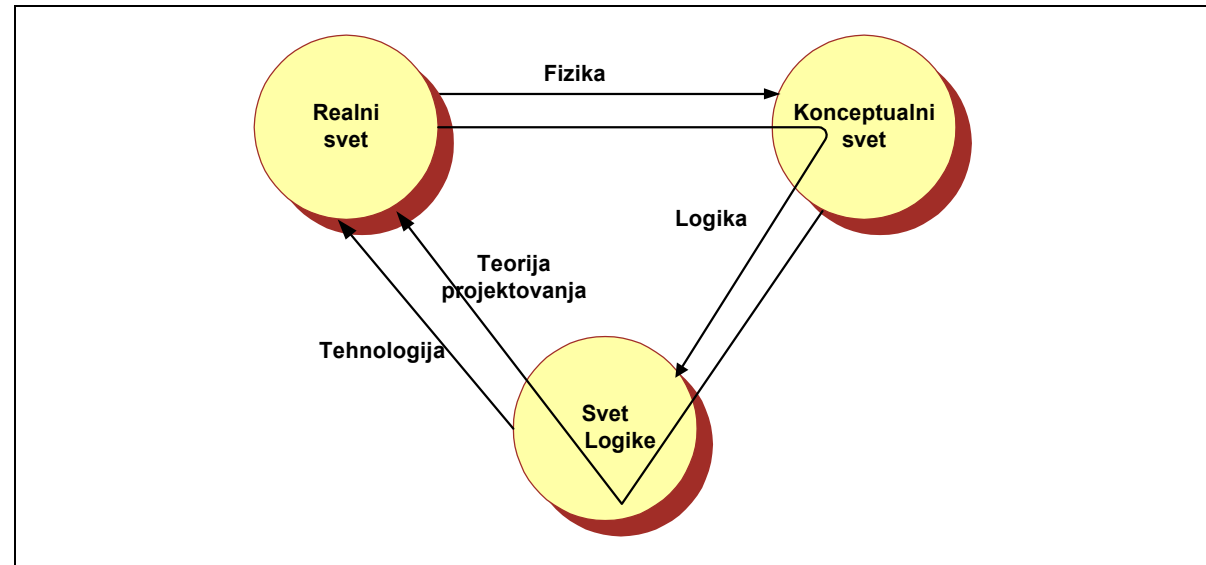 Fizika
Realni
svet
Konceptualni
svet
Logika
Teorija
projektovanja
Tehnologija
Svet
Logike